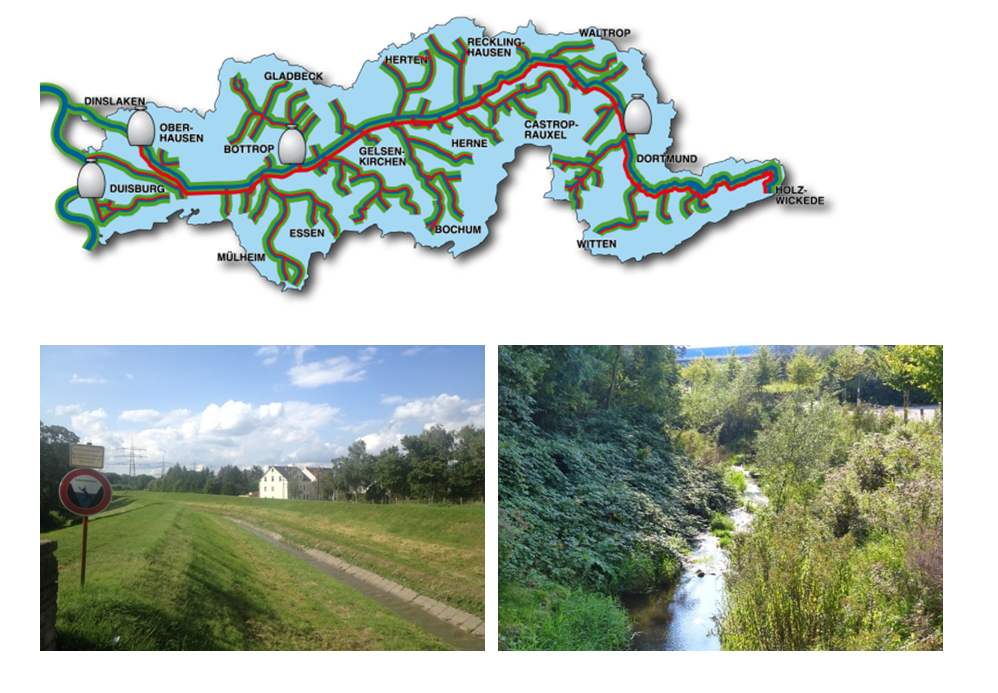 WALTROP
RECKLING-
HAUSEN
HERTEN
GLADBECK
DINSLAKEN
OBER-
HAUSEN
CASTROP-
RAUXEL
BOTTROP
GELSEN-
KIRCHEN
HERNE
DORTMUND
DUISBURG
HOLZ-
WICKEDE
ESSEN
BOCHUM
WITTEN
MÜLHEIM